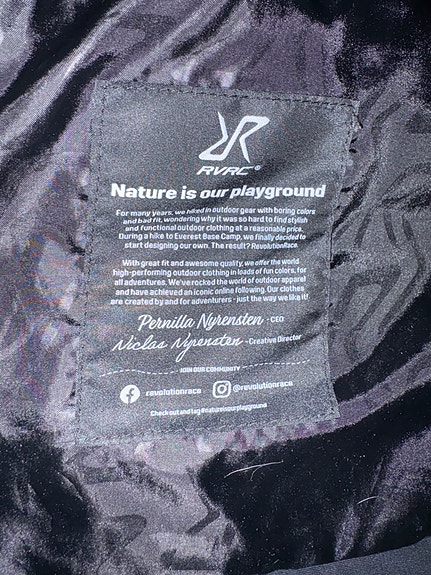 RVRC®
Nature is our playground
For many years, we hiked in outdoor gear with boring colors
and bad fit, wondering why it was so hard to find stylish
and functional outdoor clothing at a reasonable price.
During a hike to Everest Base Camp, we finally decided to
start designing our own. The result? RevolutionRace.
With great fit and awesome quality, we offer the world
high-performing outdoor clothing in loads of fun colors, for
all adventures. We've rocked the world of outdoor apparel
and have achieved an iconic online following. Our clothes
are created by and for adventurers - just the way we like it!
Pernilla Nyrensten - CEO
Niclas Nyrensten - Creative Director
JOIN OUR COMMUNITY
revolutionrace @revolutionrace
Check out and tag #natureisourplayground